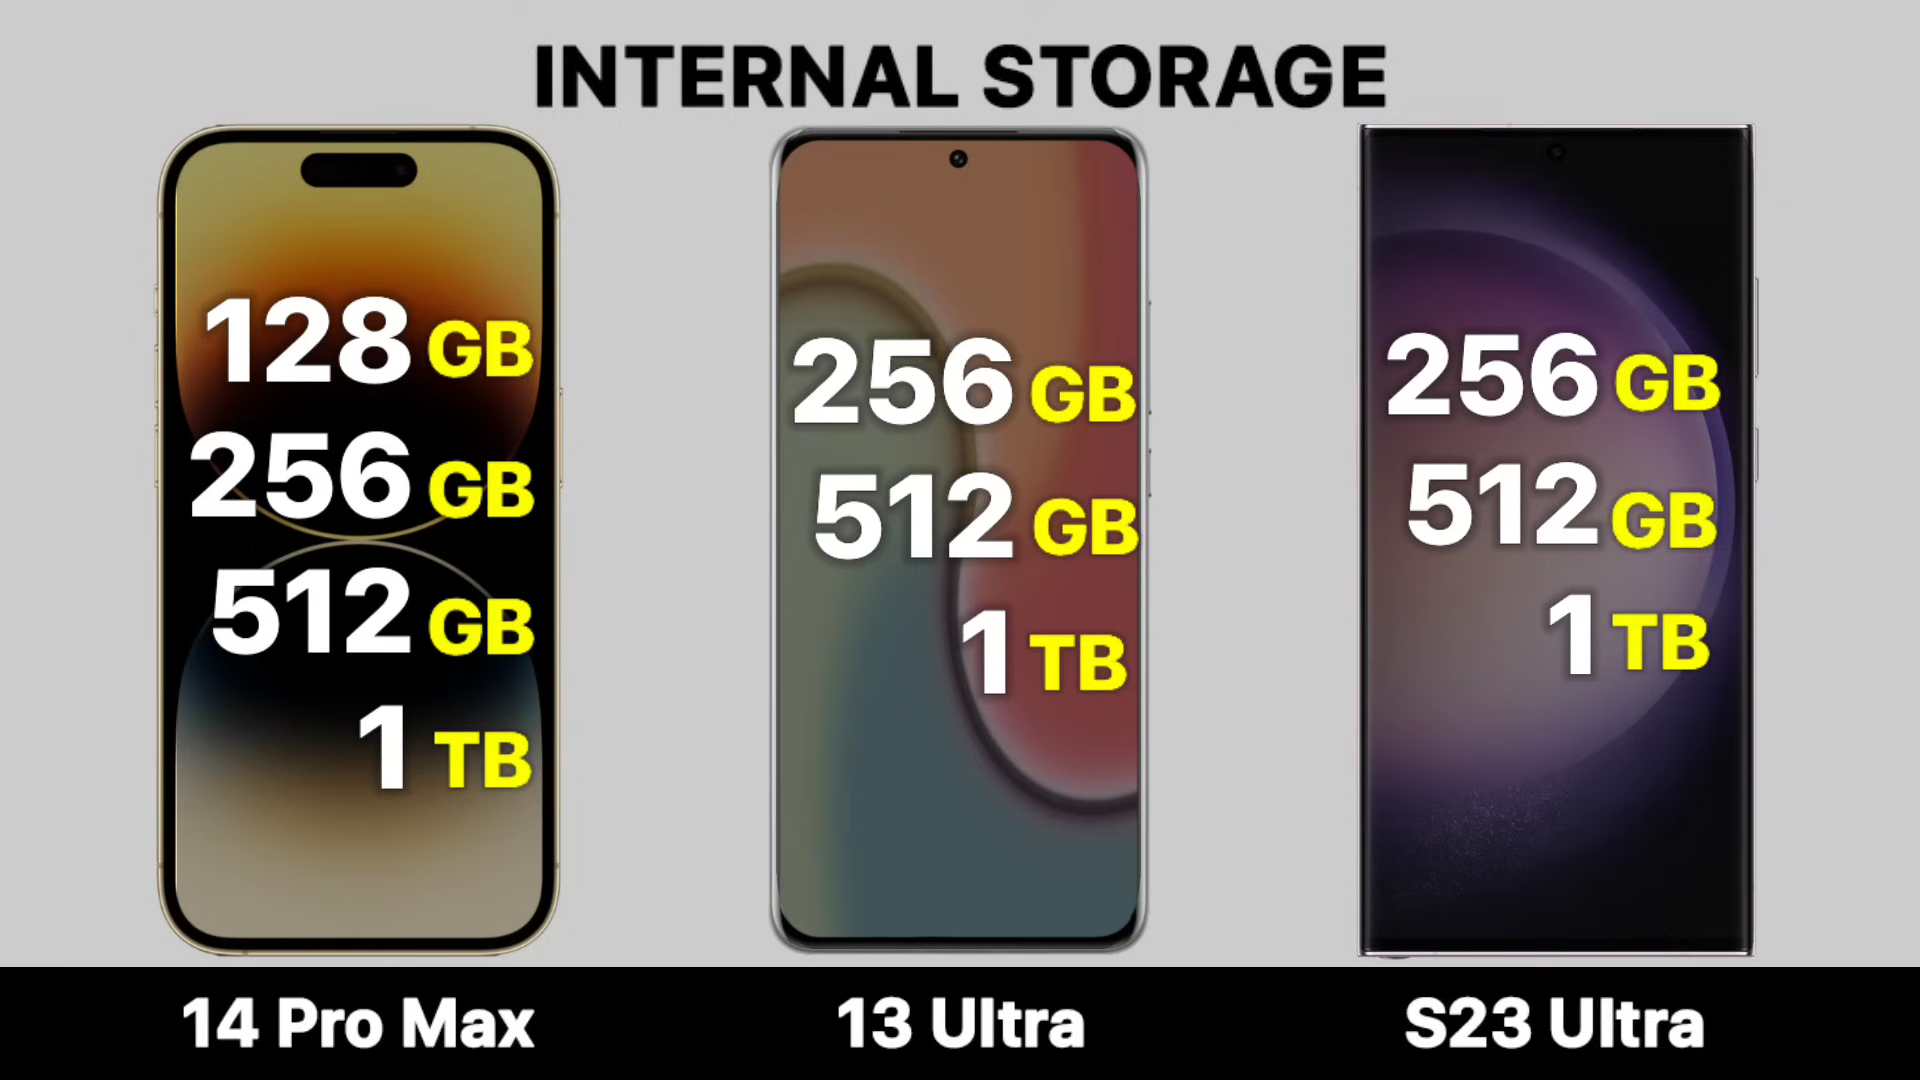 INTERNAL STORAGE
128 GB
256 GB
512 GB
1 TB
256 GB
512 GB
1 TB
256 GB
512 GB
1 TB
14 Pro Max
13 Ultra
S23 Ultra